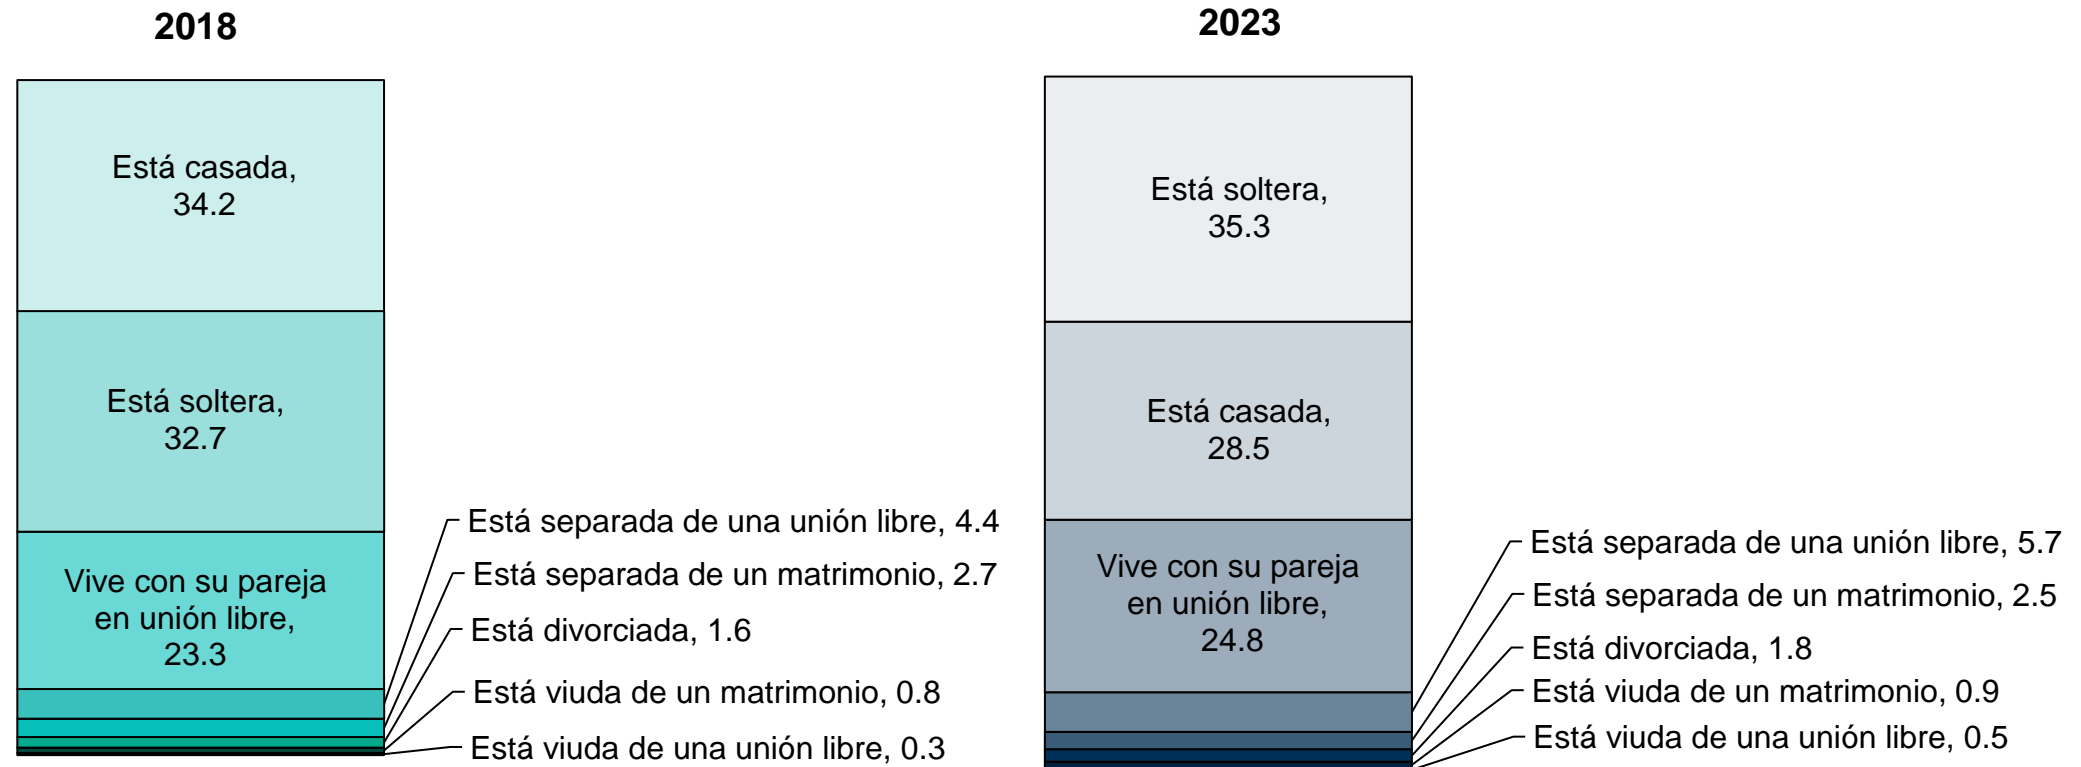 2018
Está casada,
34.2
Está soltera,
32.7
Vive con su pareja
en unión libre,
23.3
Está separada de una unión libre, 4.4
Está separada de un matrimonio, 2.7
Está divorciada, 1.6
Está viuda de un matrimonio, 0.8
Está viuda de una unión libre, 0.3
2023
Está soltera,
35.3
Está casada,
28.5
Vive con su pareja
en unión libre,
24.8
Está separada de una unión libre, 5.7
Está separada de un matrimonio, 2.5
Está divorciada, 1.8
Está viuda de un matrimonio, 0.9
Está viuda de una unión libre, 0.5